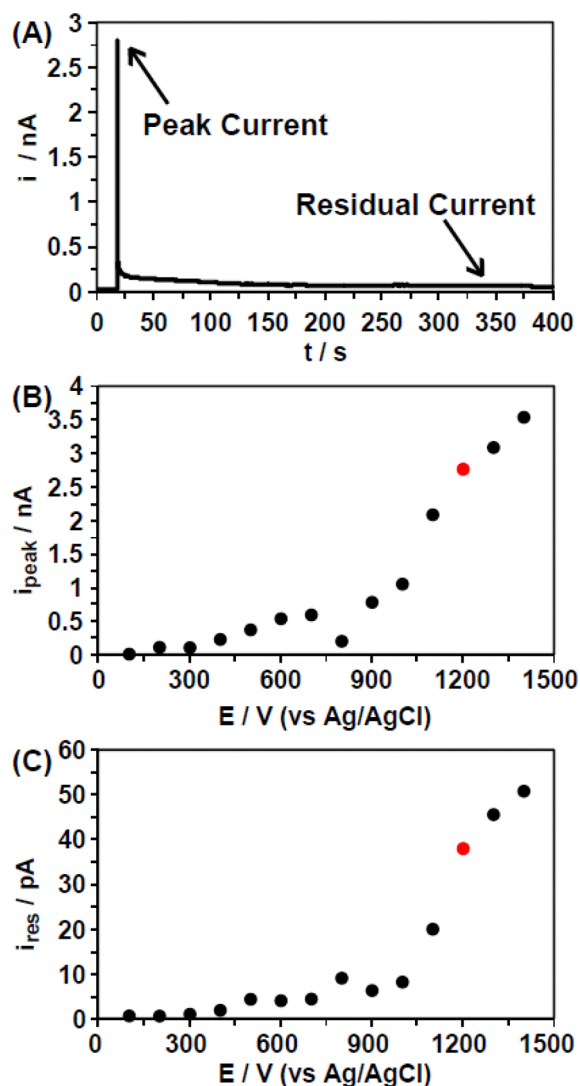 (A)
3
2.5
2
1.5
1
0.5
0
i / nA
Peak Current
Residual Current
0 50 100 150 200 250 300 350 400
t / s
(B)
4
3.5
3
2.5
2
1.5
1
0.5
0
i_peak / nA
0 300 600 900 1200 1500
E / V (vs Ag/AgCl)
(C)
60
50
40
30
20
10
0
i_res / pA
0 300 600 900 1200 1500
E / V (vs Ag/AgCl)